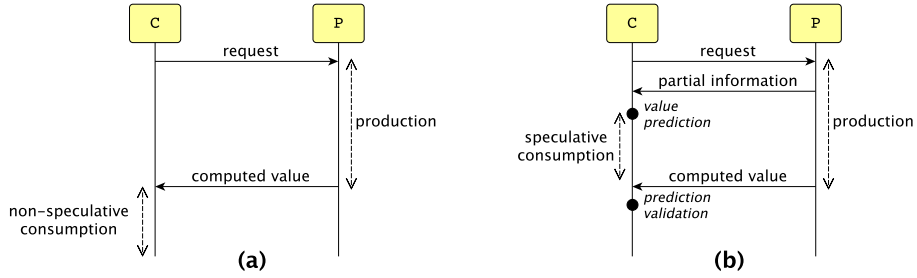 C
P
request
production
computed value
non-speculative
consumption
(a)
C
P
request
partial information
value
prediction
speculative
consumption
production
computed value
prediction
validation
(b)